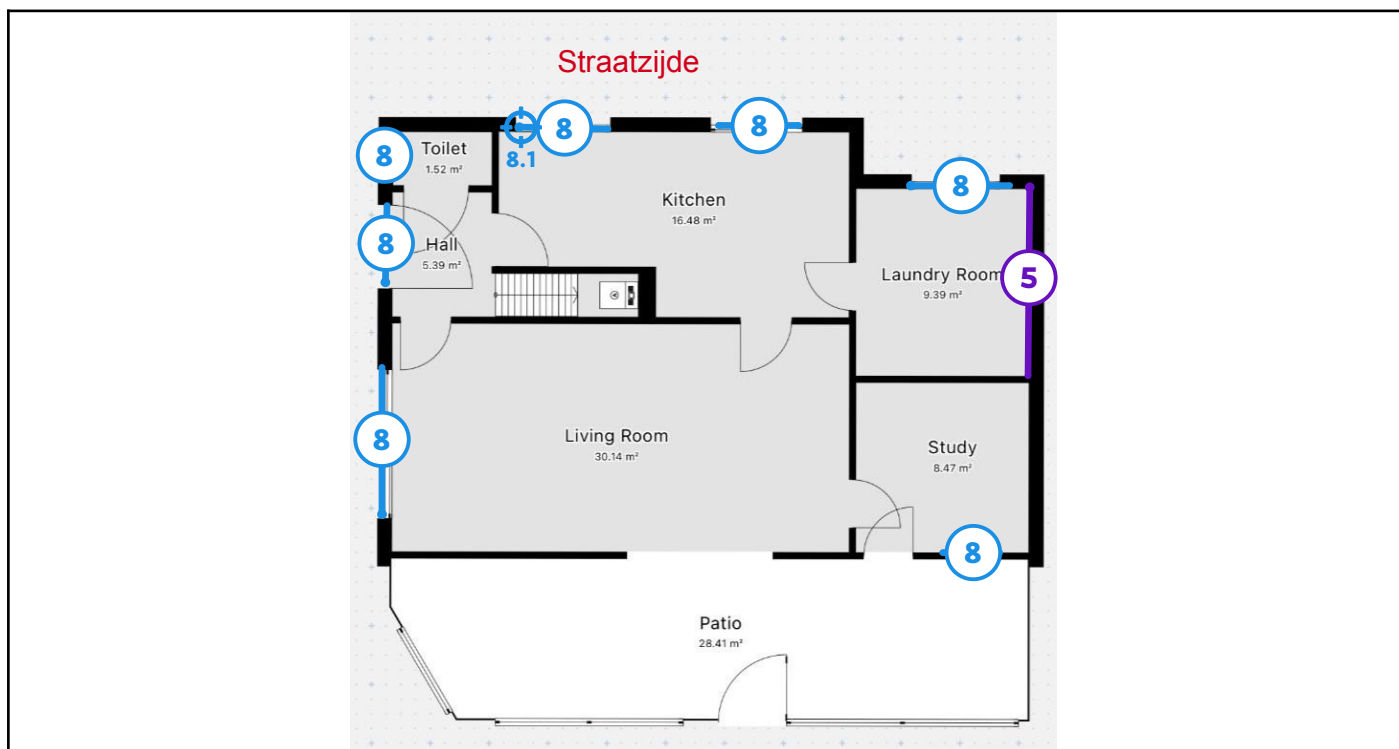 Straatzijde
8
8
8.1
8
Toilet
1.52 m²
8
Kitchen
16.48 m²
8
Hall
5.39 m²
Laundry Room
9.39 m²
5
8
Living Room
30.14 m²
Study
8.47 m²
8
Patio
28.41 m²